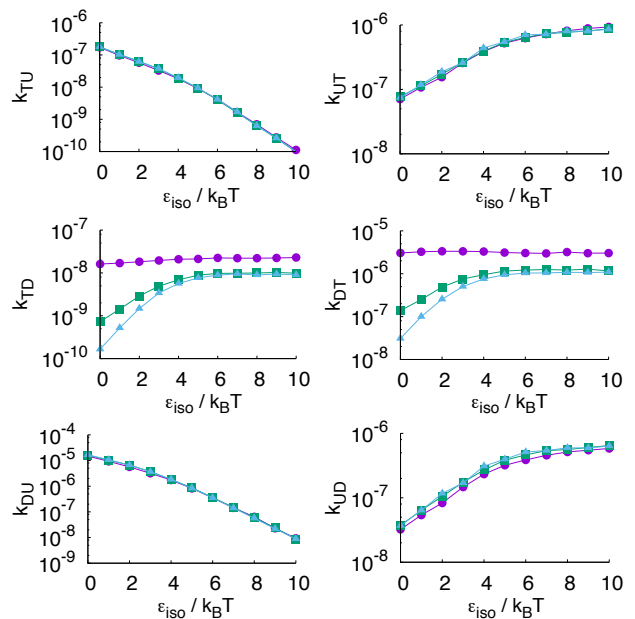 10⁻⁶
10⁻⁷
10⁻⁸
10⁻⁹
10⁻¹⁰
k_TU
0 2 4 6 8 10
ε_iso / k_BT
10⁻⁶
10⁻⁷
10⁻⁸
k_UT
0 2 4 6 8 10
ε_iso / k_BT
10⁻⁷
10⁻⁸
10⁻⁹
10⁻¹⁰
k_TD
0 2 4 6 8 10
ε_iso / k_BT
10⁻⁵
10⁻⁶
10⁻⁷
10⁻⁸
k_DT
0 2 4 6 8 10
ε_iso / k_BT
10⁻⁴
10⁻⁵
10⁻⁶
10⁻⁷
10⁻⁸
10⁻⁹
k_DU
0 2 4 6 8 10
ε_iso / k_BT
10⁻⁶
10⁻⁷
10⁻⁸
k_UD
0 2 4 6 8 10
ε_iso / k_BT